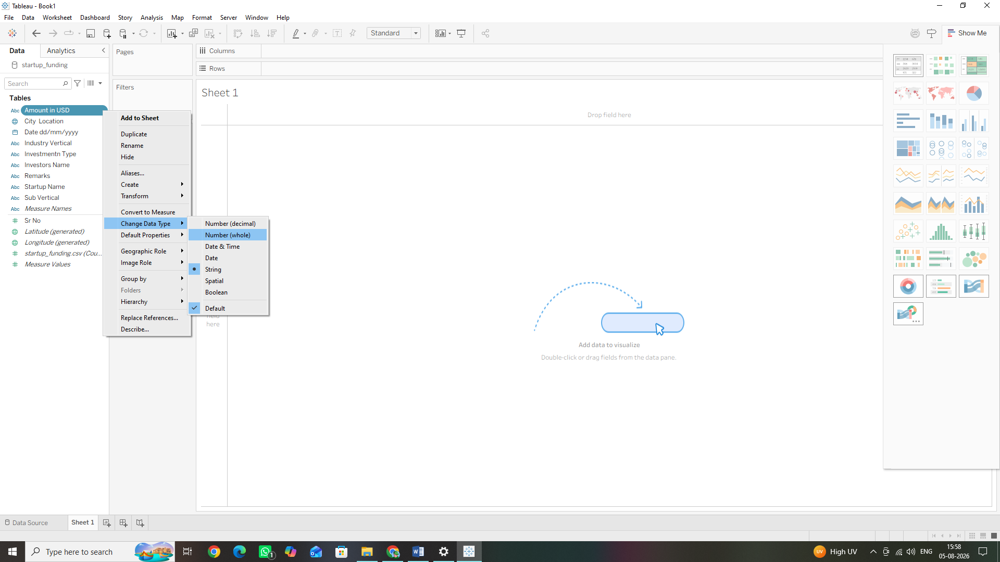 Tableau - Book1
File Data Worksheet Dashboard Story Analysis Map Format Server Window Help
Standard
Show Me
Data Analytics
startup_funding
Search
Tables
Abc Amount in USD
City Location
Date dd/mm/yyyy
Abc Industry Vertical
Abc Investmentn Type
Abc Investors Name
Abc Remarks
Abc Startup Name
Abc Sub Vertical
Abc Measure Names
Sr No
Latitude (generated)
Longitude (generated)
startup_funding.csv (Cou...
Measure Values
Pages
Filters
Columns
Rows
Sheet 1
Drop field here
field
here
Add data to visualize
Double-click or drag fields from the data pane.
Add to Sheet
Duplicate
Rename
Hide
Aliases...
Create
Transform
Convert to Measure
Change Data Type
Default Properties
Geographic Role
Image Role
Group by
Folders
Hierarchy
Replace References...
Describe...
Number (decimal)
Number (whole)
Date & Time
Date
String
Spatial
Boolean
Default
Data Source Sheet 1
Type here to search
1
UV High UV
ENG
15:58
05-08-2026